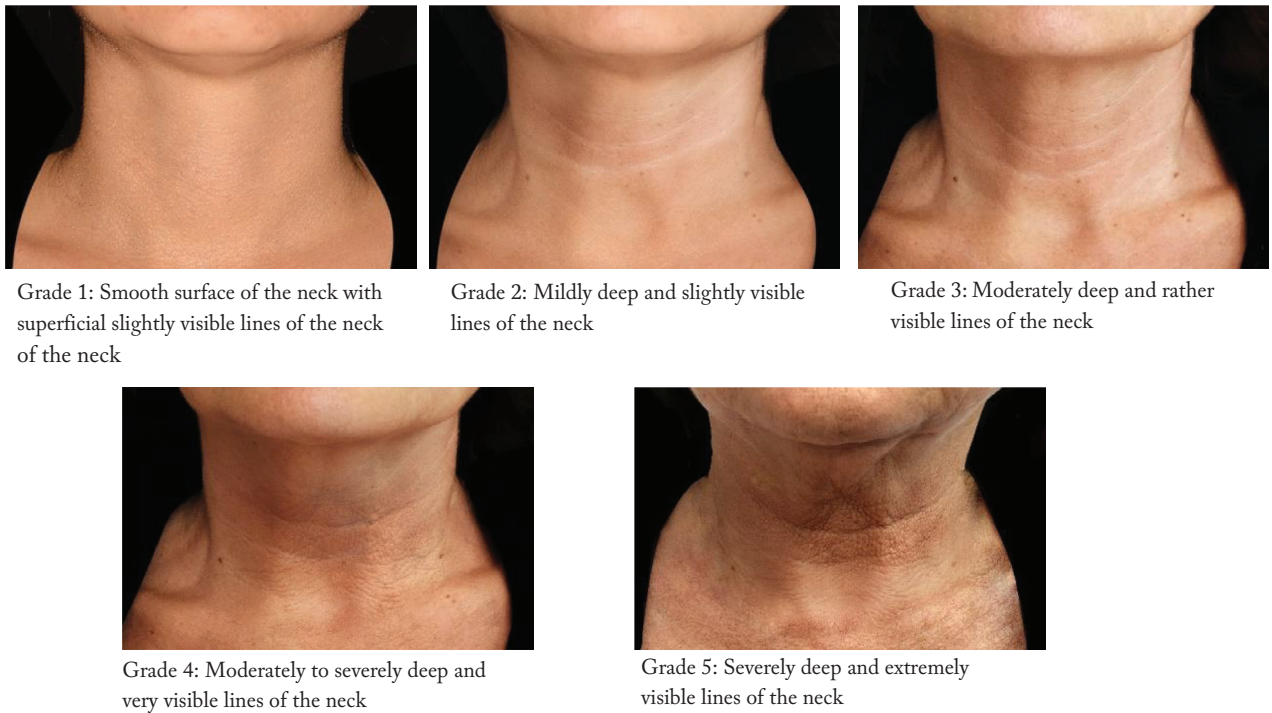 Grade 1: Smooth surface of the neck with
superficial slightly visible lines of the neck
of the neck
Grade 2: Mildly deep and slightly visible
lines of the neck
Grade 3: Moderately deep and rather
visible lines of the neck
Grade 4: Moderately to severely deep and
very visible lines of the neck
Grade 5: Severely deep and extremely
visible lines of the neck